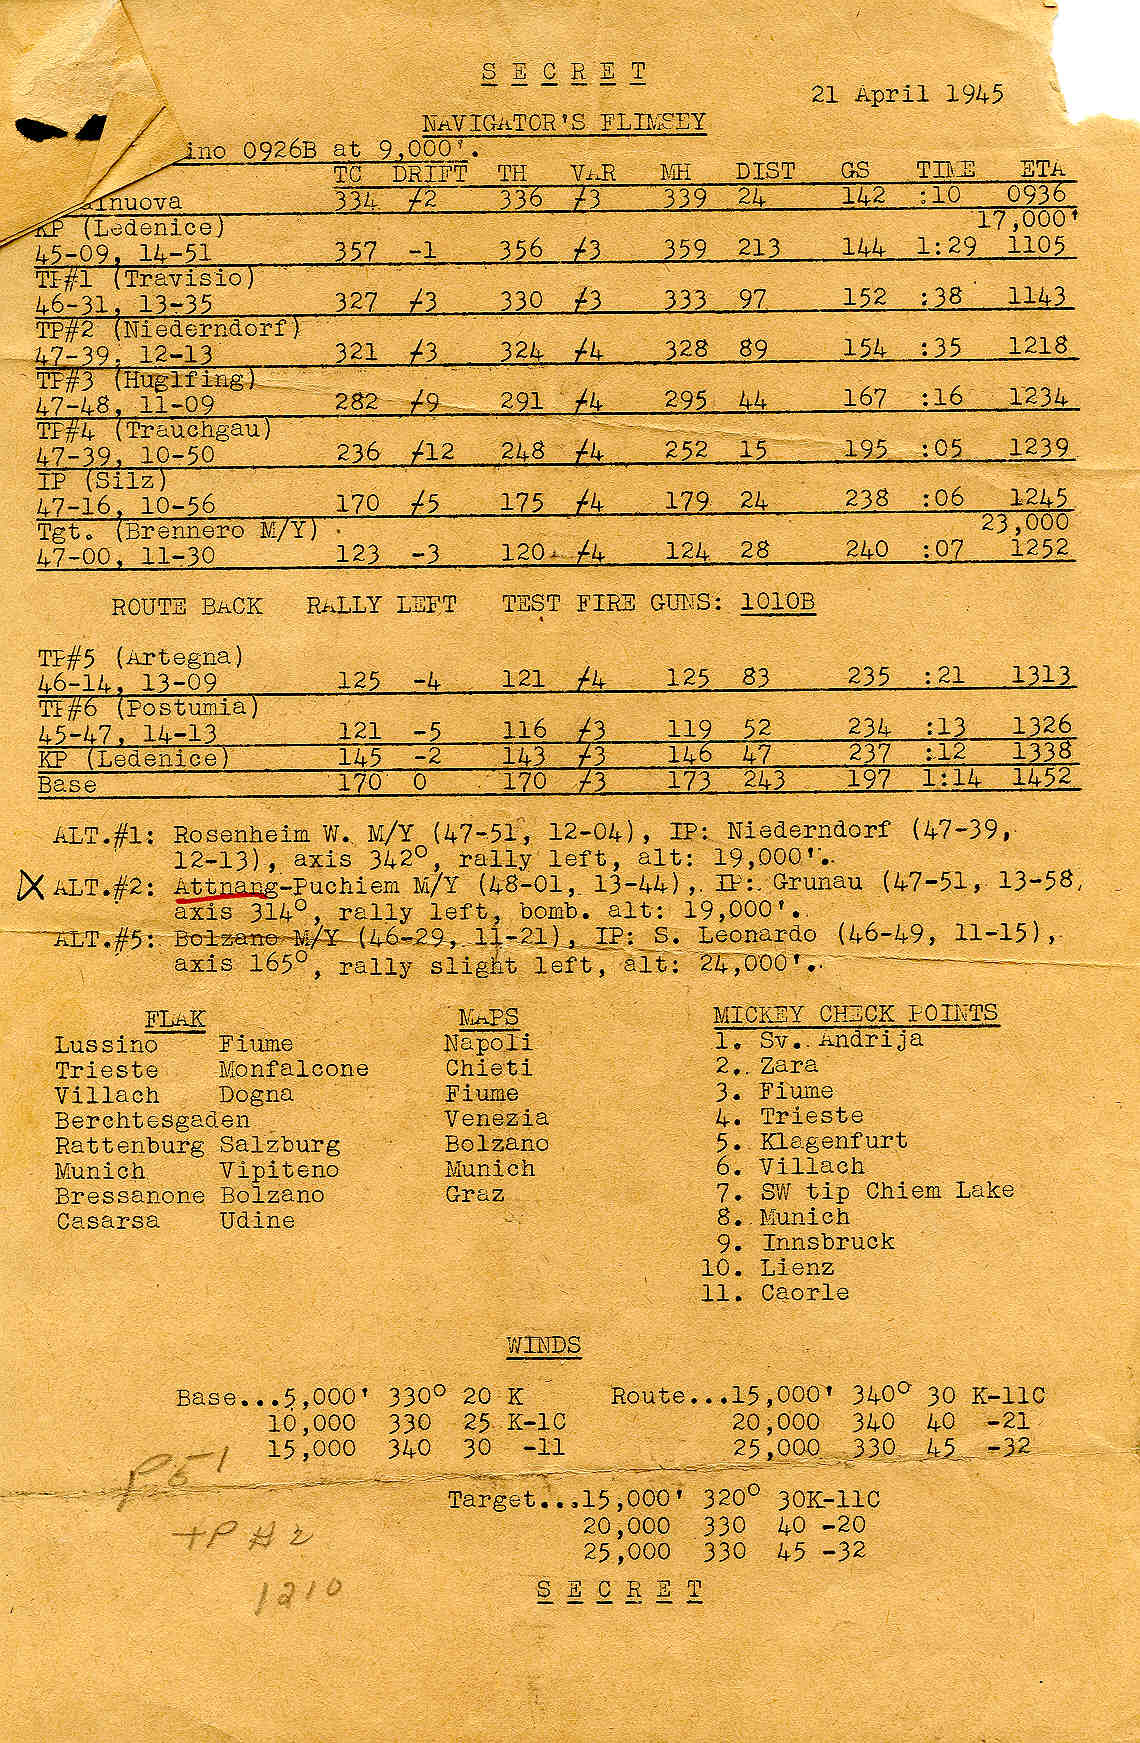 S E C R E T
21 April 1945
NAVIGATOR'S FLIMSEY
ino 0926B at 9,000'.
TC DRIFT TH VAR MH DIST GS TIME ETA
nuova 334 /2 336 /3 339 24 142 :10 0936
KP (Ledenice) 17,000'
45-09, 14-51 357 -1 356 /3 359 213 144 1:29 1105
TP#1 (Travisio)
46-31, 13-35 327 /3 330 /3 333 97 152 :38 1143
TP#2 (Niederndorf)
47-39, 12-13 321 /3 324 /4 328 89 154 :35 1218
TP#3 (Huglfing)
47-48, 11-09 282 /9 291 /4 295 44 167 :16 1234
TP#4 (Trauchgau)
47-39, 10-50 236 /12 248 /4 252 15 195 :05 1239
IP (Silz)
47-16, 10-56 170 /5 175 /4 179 24 238 :06 1245
Tgt. (Brennero M/Y) 23,000
47-00, 11-30 123 -3 120 /4 124 28 240 :07 1252
ROUTE BACK RALLY LEFT TEST FIRE GUNS: 1010B
TP#5 (Artegna)
46-14, 13-09 125 -4 121 /4 125 83 235 :21 1313
TP#6 (Postumia)
45-47, 14-13 121 -5 116 /3 119 52 234 :13 1326
KP (Ledenice) 145 -2 143 /3 146 47 237 :12 1338
Base 170 0 170 /3 173 243 197 1:14 1452
ALT.#1: Rosenheim W. M/Y (47-51, 12-04), IP: Niederndorf (47-39,
12-13), axis 342°, rally left, alt: 19,000'.
X ALT.#2: Attnang-Puchiem M/Y (48-01, 13-44), IP: Grunau (47-51, 13-58,
axis 314°, rally left, bomb. alt: 19,000'.
ALT.#5: Bolzano M/Y (46-29, 11-21), IP: S. Leonardo (46-49, 11-15),
axis 165°, rally slight left, alt: 24,000'.
FLAK MAPS MICKEY CHECK POINTS
Lussino Fiume Napoli 1. Sv. Andrija
Trieste Monfalcone Chieti 2. Zara
Villach Dogna Fiume 3. Fiume
Berchtesgaden Venezia 4. Trieste
Rattenburg Salzburg Bolzano 5. Klagenfurt
Munich Vipiteno Munich 6. Villach
Bressanone Bolzano Graz 7. SW tip Chiem Lake
Casarsa Udine 8. Munich
9. Innsbruck
10. Lienz
11. Caorle
WINDS
Base...5,000' 330° 20 K Route...15,000' 340° 30 K-11C
10,000 330 25 K-1C 20,000 340 40 -21
15,000 340 30 -11 25,000 330 45 -32
P51
Target...15,000' 320° 30K-11C
20,000 330 40 -20
TP #2
25,000 330 45 -32
1210
S E C R E T